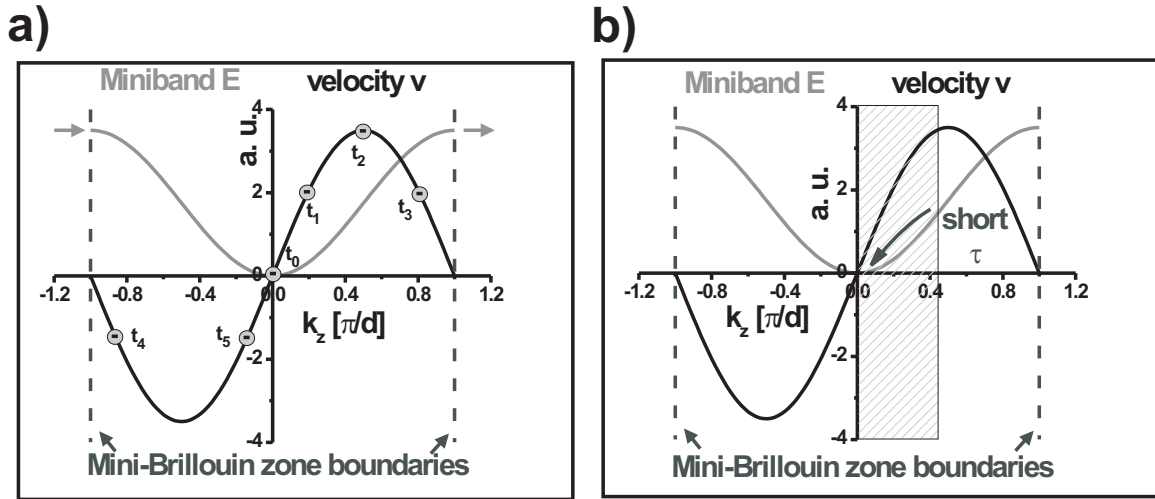 a)
Miniband E velocity v
a. u.
4
2
0
-2
-4
t₀
t₁
t₂
t₃
t₄
t₅
-1.2 -0.8 -0.4 0.0 0.4 0.8 1.2
k_z [π/d]
Mini-Brillouin zone boundaries
b)
Miniband E velocity v
a. u.
4
2
0
-2
-4
short
τ
-1.2 -0.8 -0.4 0.0 0.4 0.8 1.2
k_z [π/d]
Mini-Brillouin zone boundaries